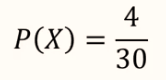 P(X) = 4/30